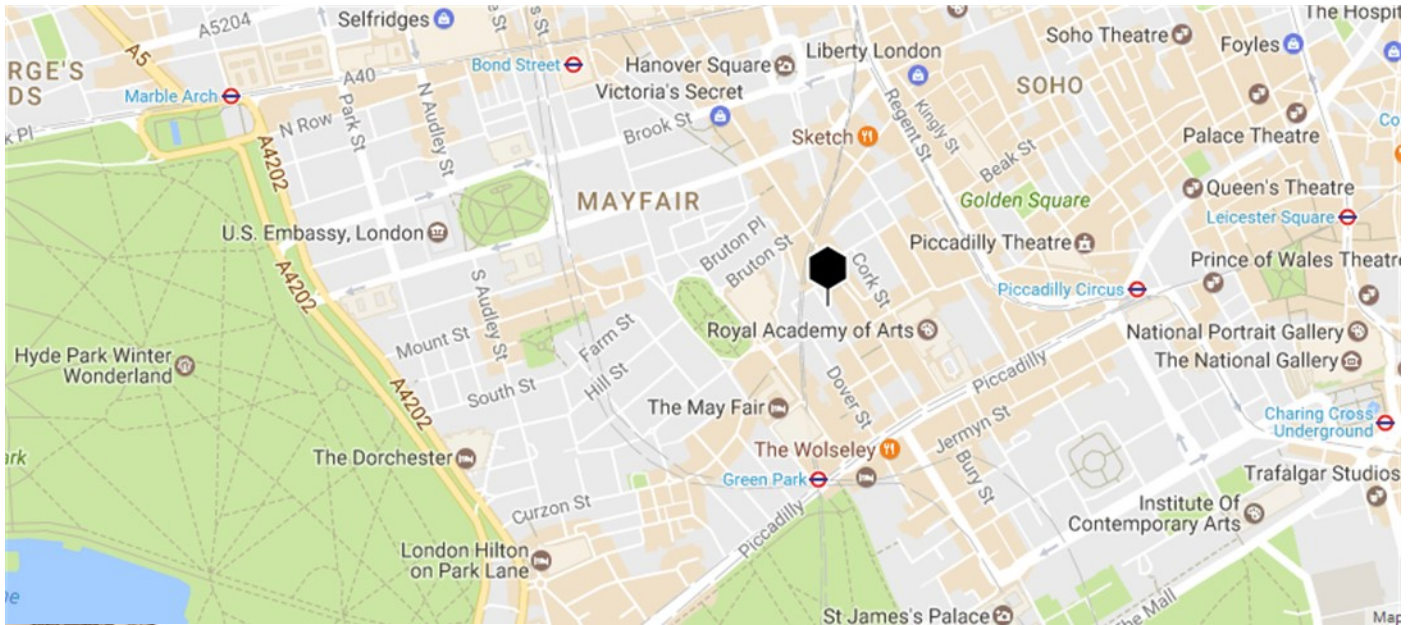 A5204
Selfridges
The Hospit
Soho Theatre
Foyles
A5
Liberty London
Hanover Square
Bond Street
A40
RGE'S
DS
SOHO
Marble Arch
Victoria's Secret
N Row
Park St
N Audley St
Brook St
Regent St
Kingly St
Sketch
Palace Theatre
Co
k Pl
A4202
Beak St
MAYFAIR
Golden Square
Queen's Theatre
Leicester Square
U.S. Embassy, London
Bruton Pl
Bruton St
Cork St
Piccadilly Theatre
Prince of Wales Theatre
A4202
Piccadilly Circus
S Audley St
Mount St
Farm St
Royal Academy of Arts
National Portrait Gallery
The National Gallery
Hyde Park Winter
Wonderland
South St
Hill St
Piccadilly
A4202
The May Fair
Dover St
Jermyn St
Charing Cross
Underground
ark
The Dorchester
The Wolseley
Bury St
Green Park
Trafalgar Studios
Curzon St
Piccadilly
Institute Of
Contemporary Arts
London Hilton
on Park Lane
St James's Palace
The Mall
Map